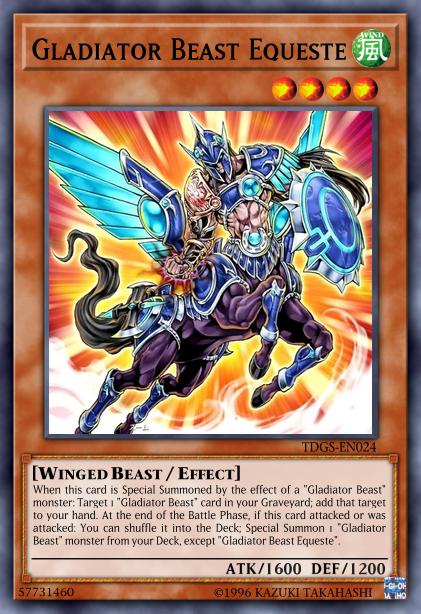 Gladiator Beast Equeste
WIND
風
TDGS-EN024
[Winged Beast / Effect]
When this card is Special Summoned by the effect of a "Gladiator Beast"
monster: Target 1 "Gladiator Beast" card in your Graveyard; add that target
to your hand. At the end of the Battle Phase, if this card attacked or was
attacked: You can shuffle it into the Deck; Special Summon 1 "Gladiator
Beast" monster from your Deck, except "Gladiator Beast Equeste".
ATK/1600 DEF/1200
57731460
©1996 KAZUKI TAKAHASHI